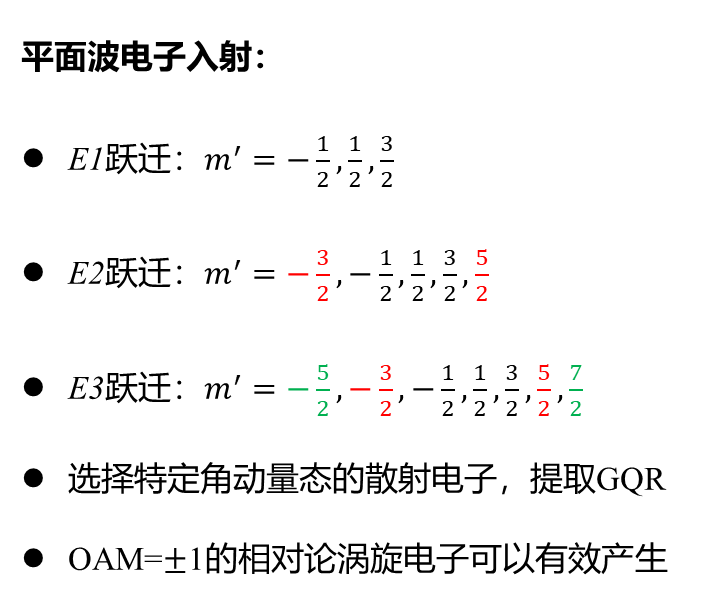 平面波电子入射：
● E1跃迁：m′ = −1/2, 1/2, 3/2
● E2跃迁：m′ = −3/2, −1/2, 1/2, 3/2, 5/2
● E3跃迁：m′ = −5/2, −3/2, −1/2, 1/2, 3/2, 5/2, 7/2
● 选择特定角动量态的散射电子，提取GQR
● OAM=±1的相对论涡旋电子可以有效产生